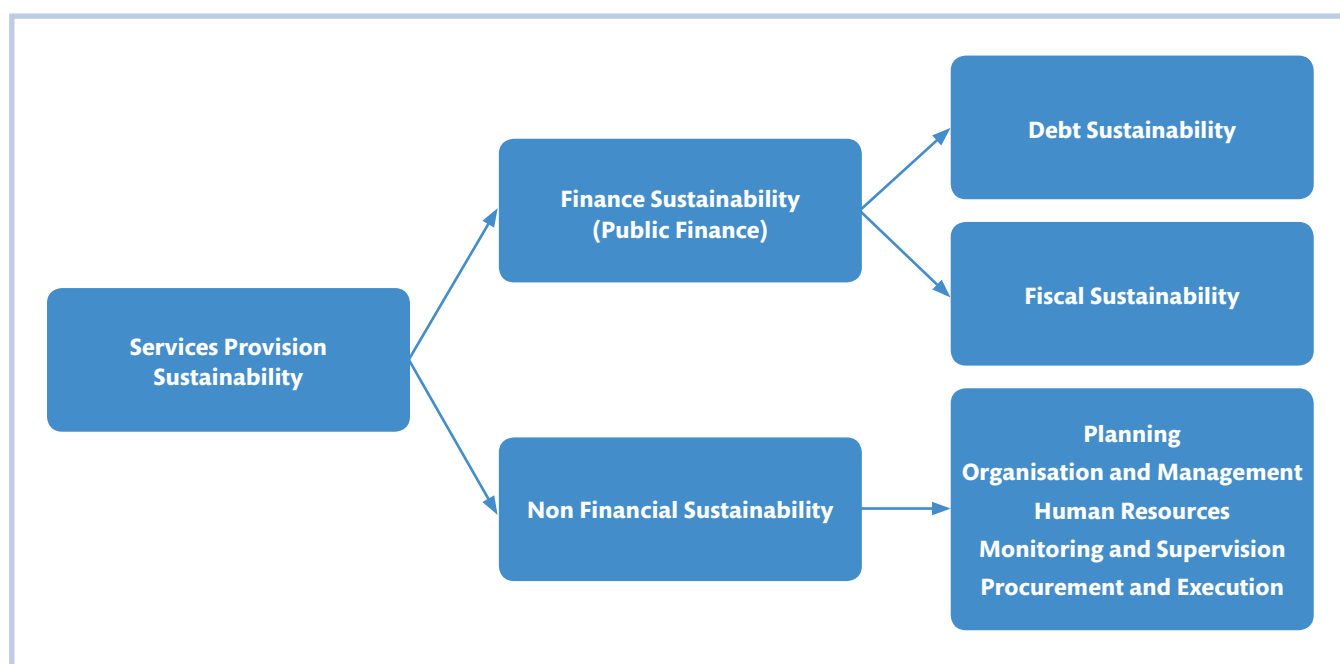 Services Provision
Sustainability
Finance Sustainability
(Public Finance)
Non Financial Sustainability
Debt Sustainability
Fiscal Sustainability
Planning
Organisation and Management
Human Resources
Monitoring and Supervision
Procurement and Execution